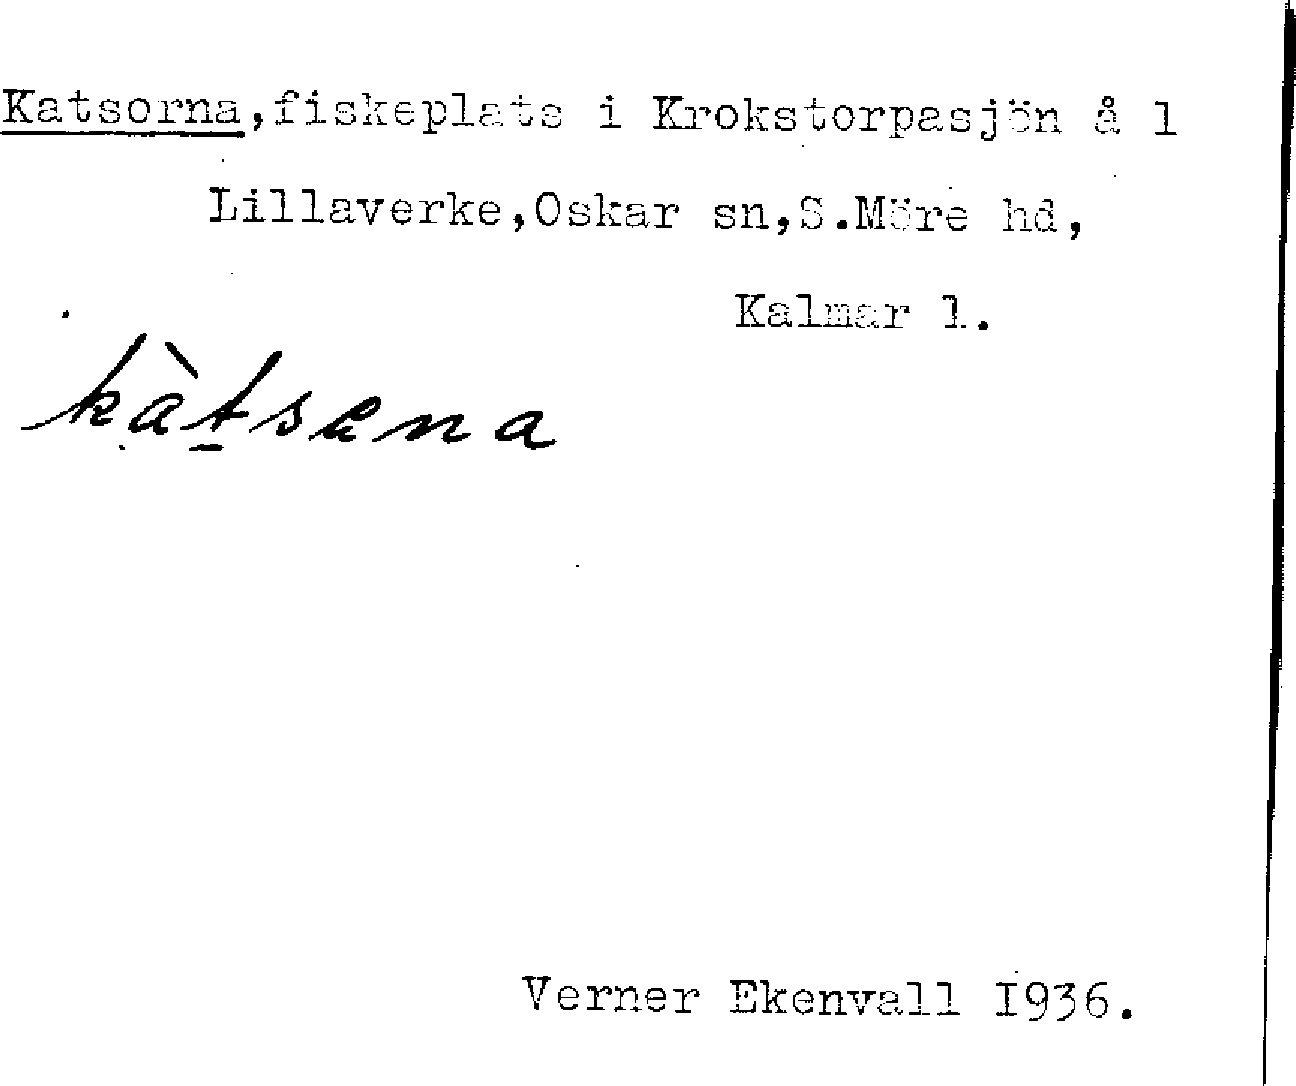 Katsorna,fiskeplats i Krokstorpasjön å 1
Lillaverke,Oskar sn,S.Möre hd,
Kalmar l.
kàtsena
Verner Ekenvall 1936.